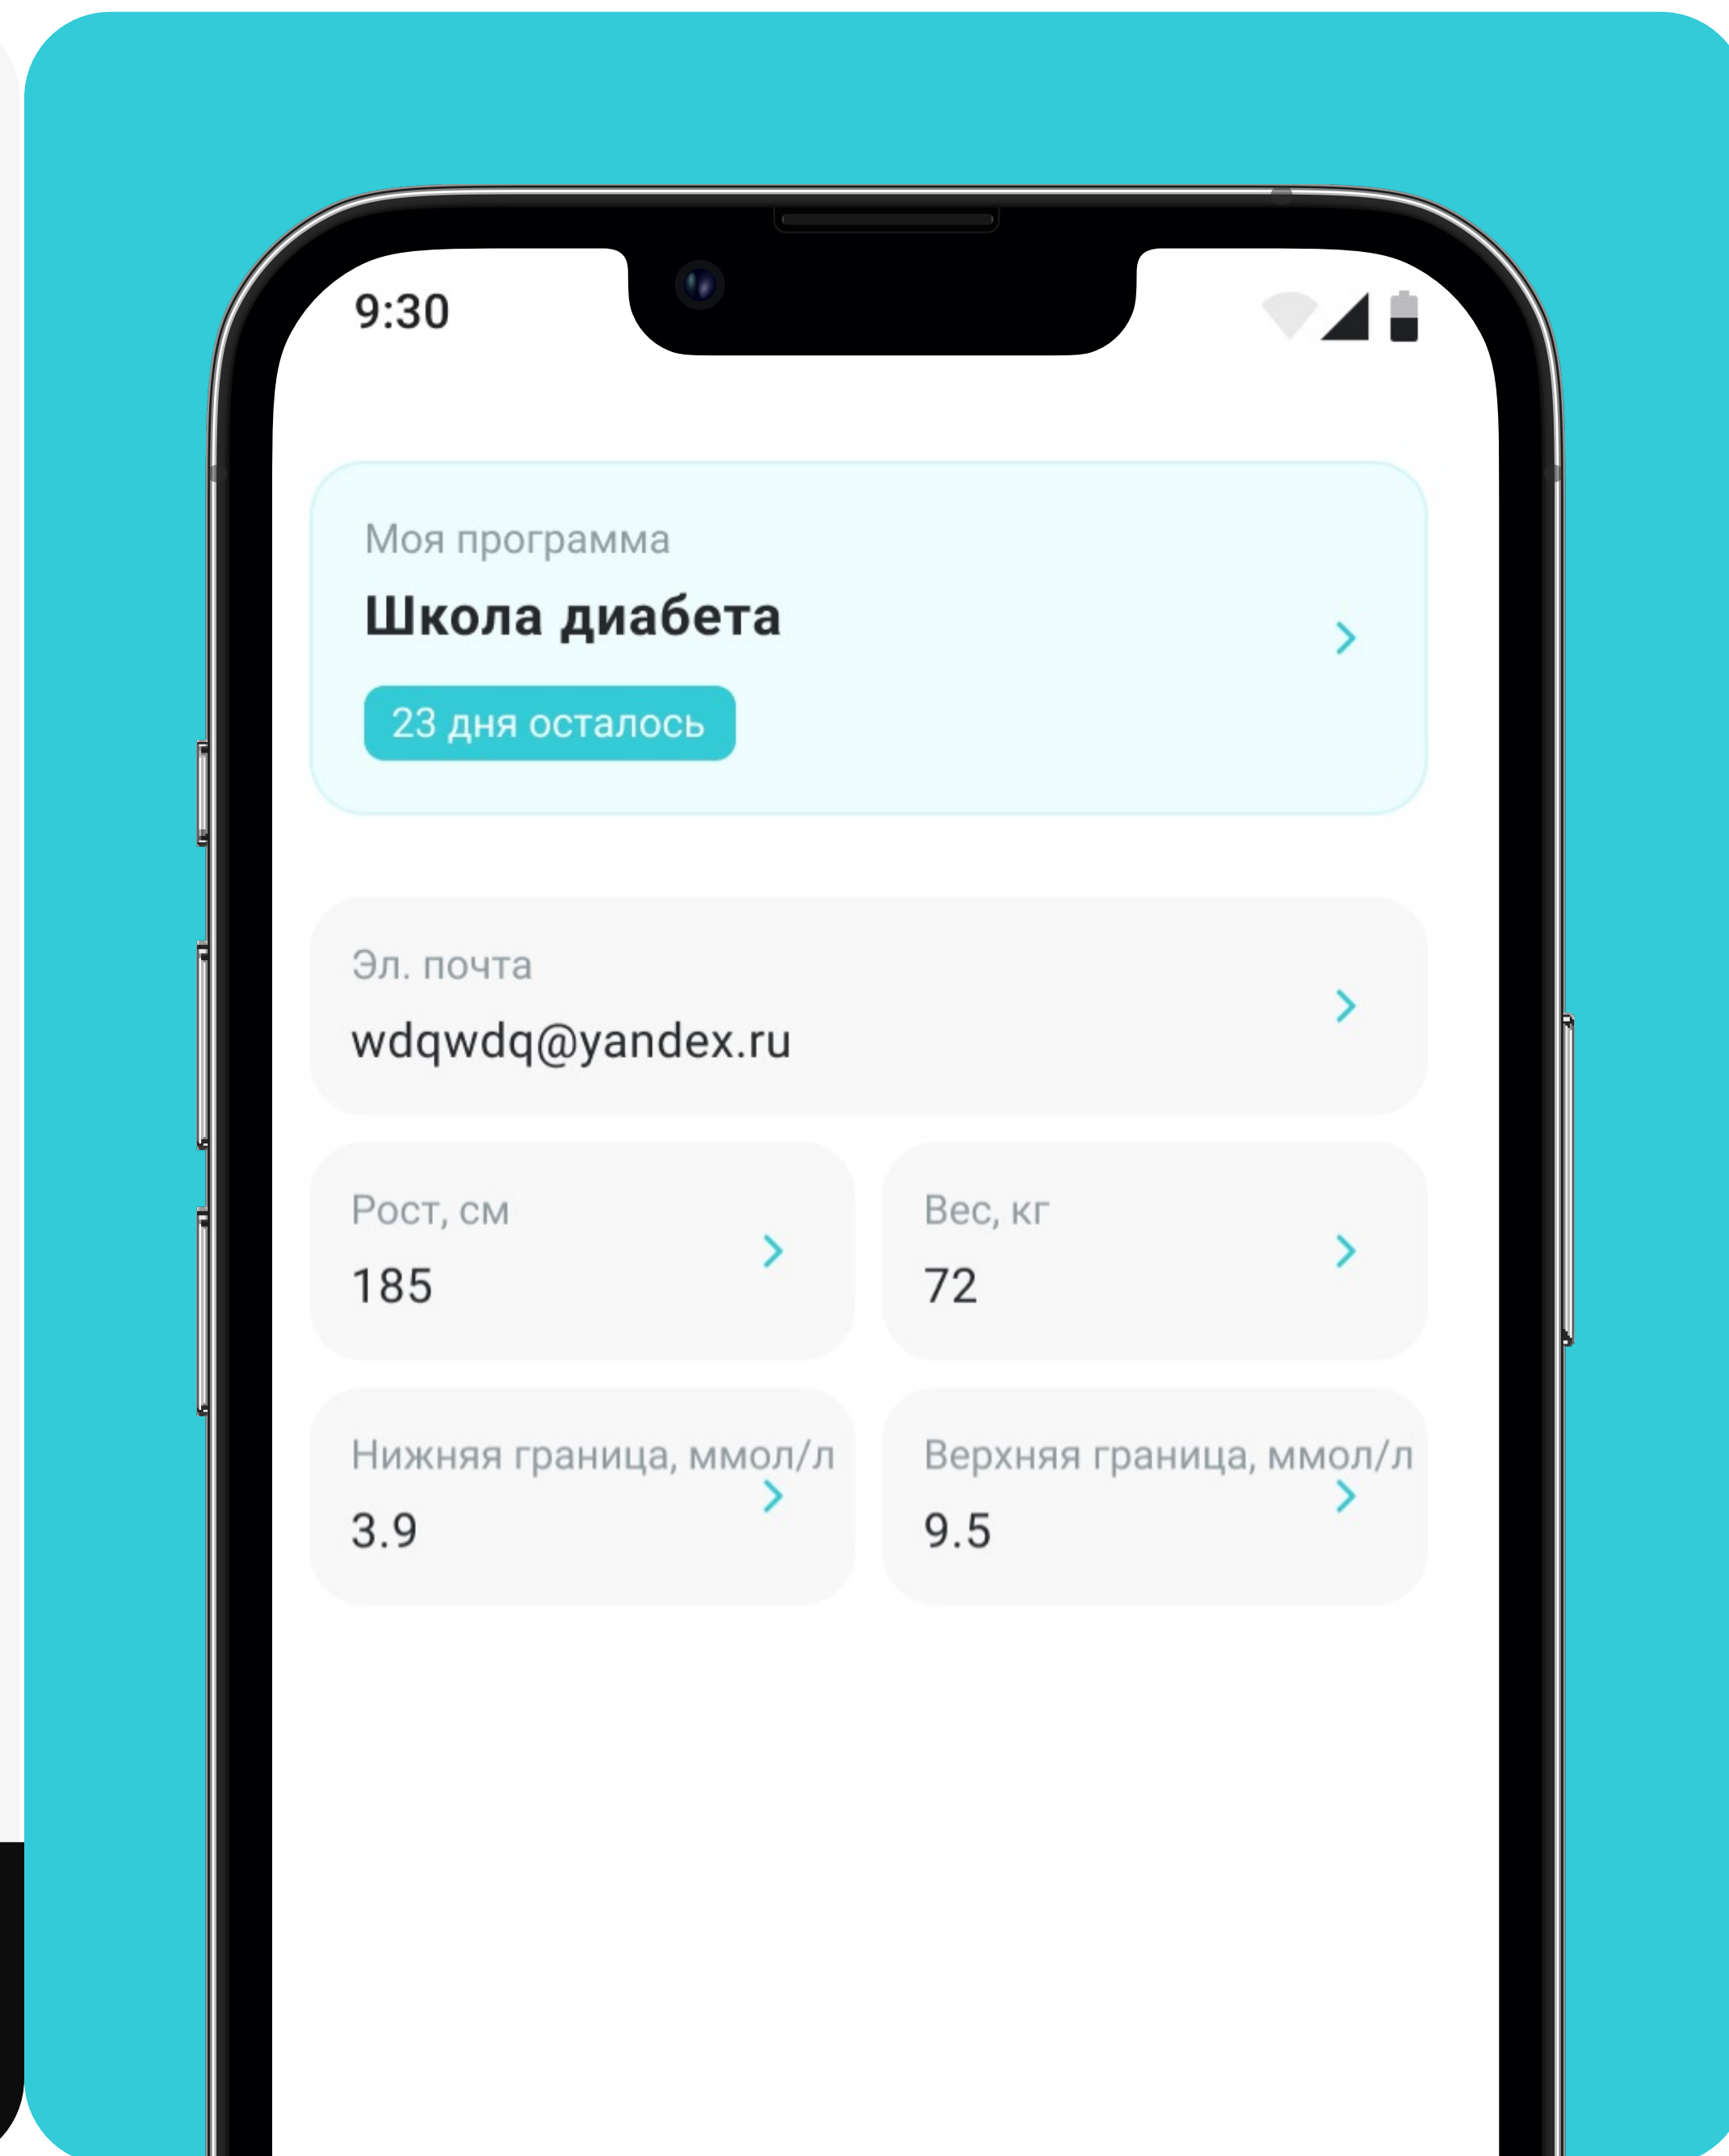 9:30
Моя программа
Школа диабета
23 дня осталось
Эл. почта
wdqwdq@yandex.ru
Рост, см
185
Вес, кг
72
Нижняя граница, ммол/л
3.9
Верхняя граница, ммол/л
9.5